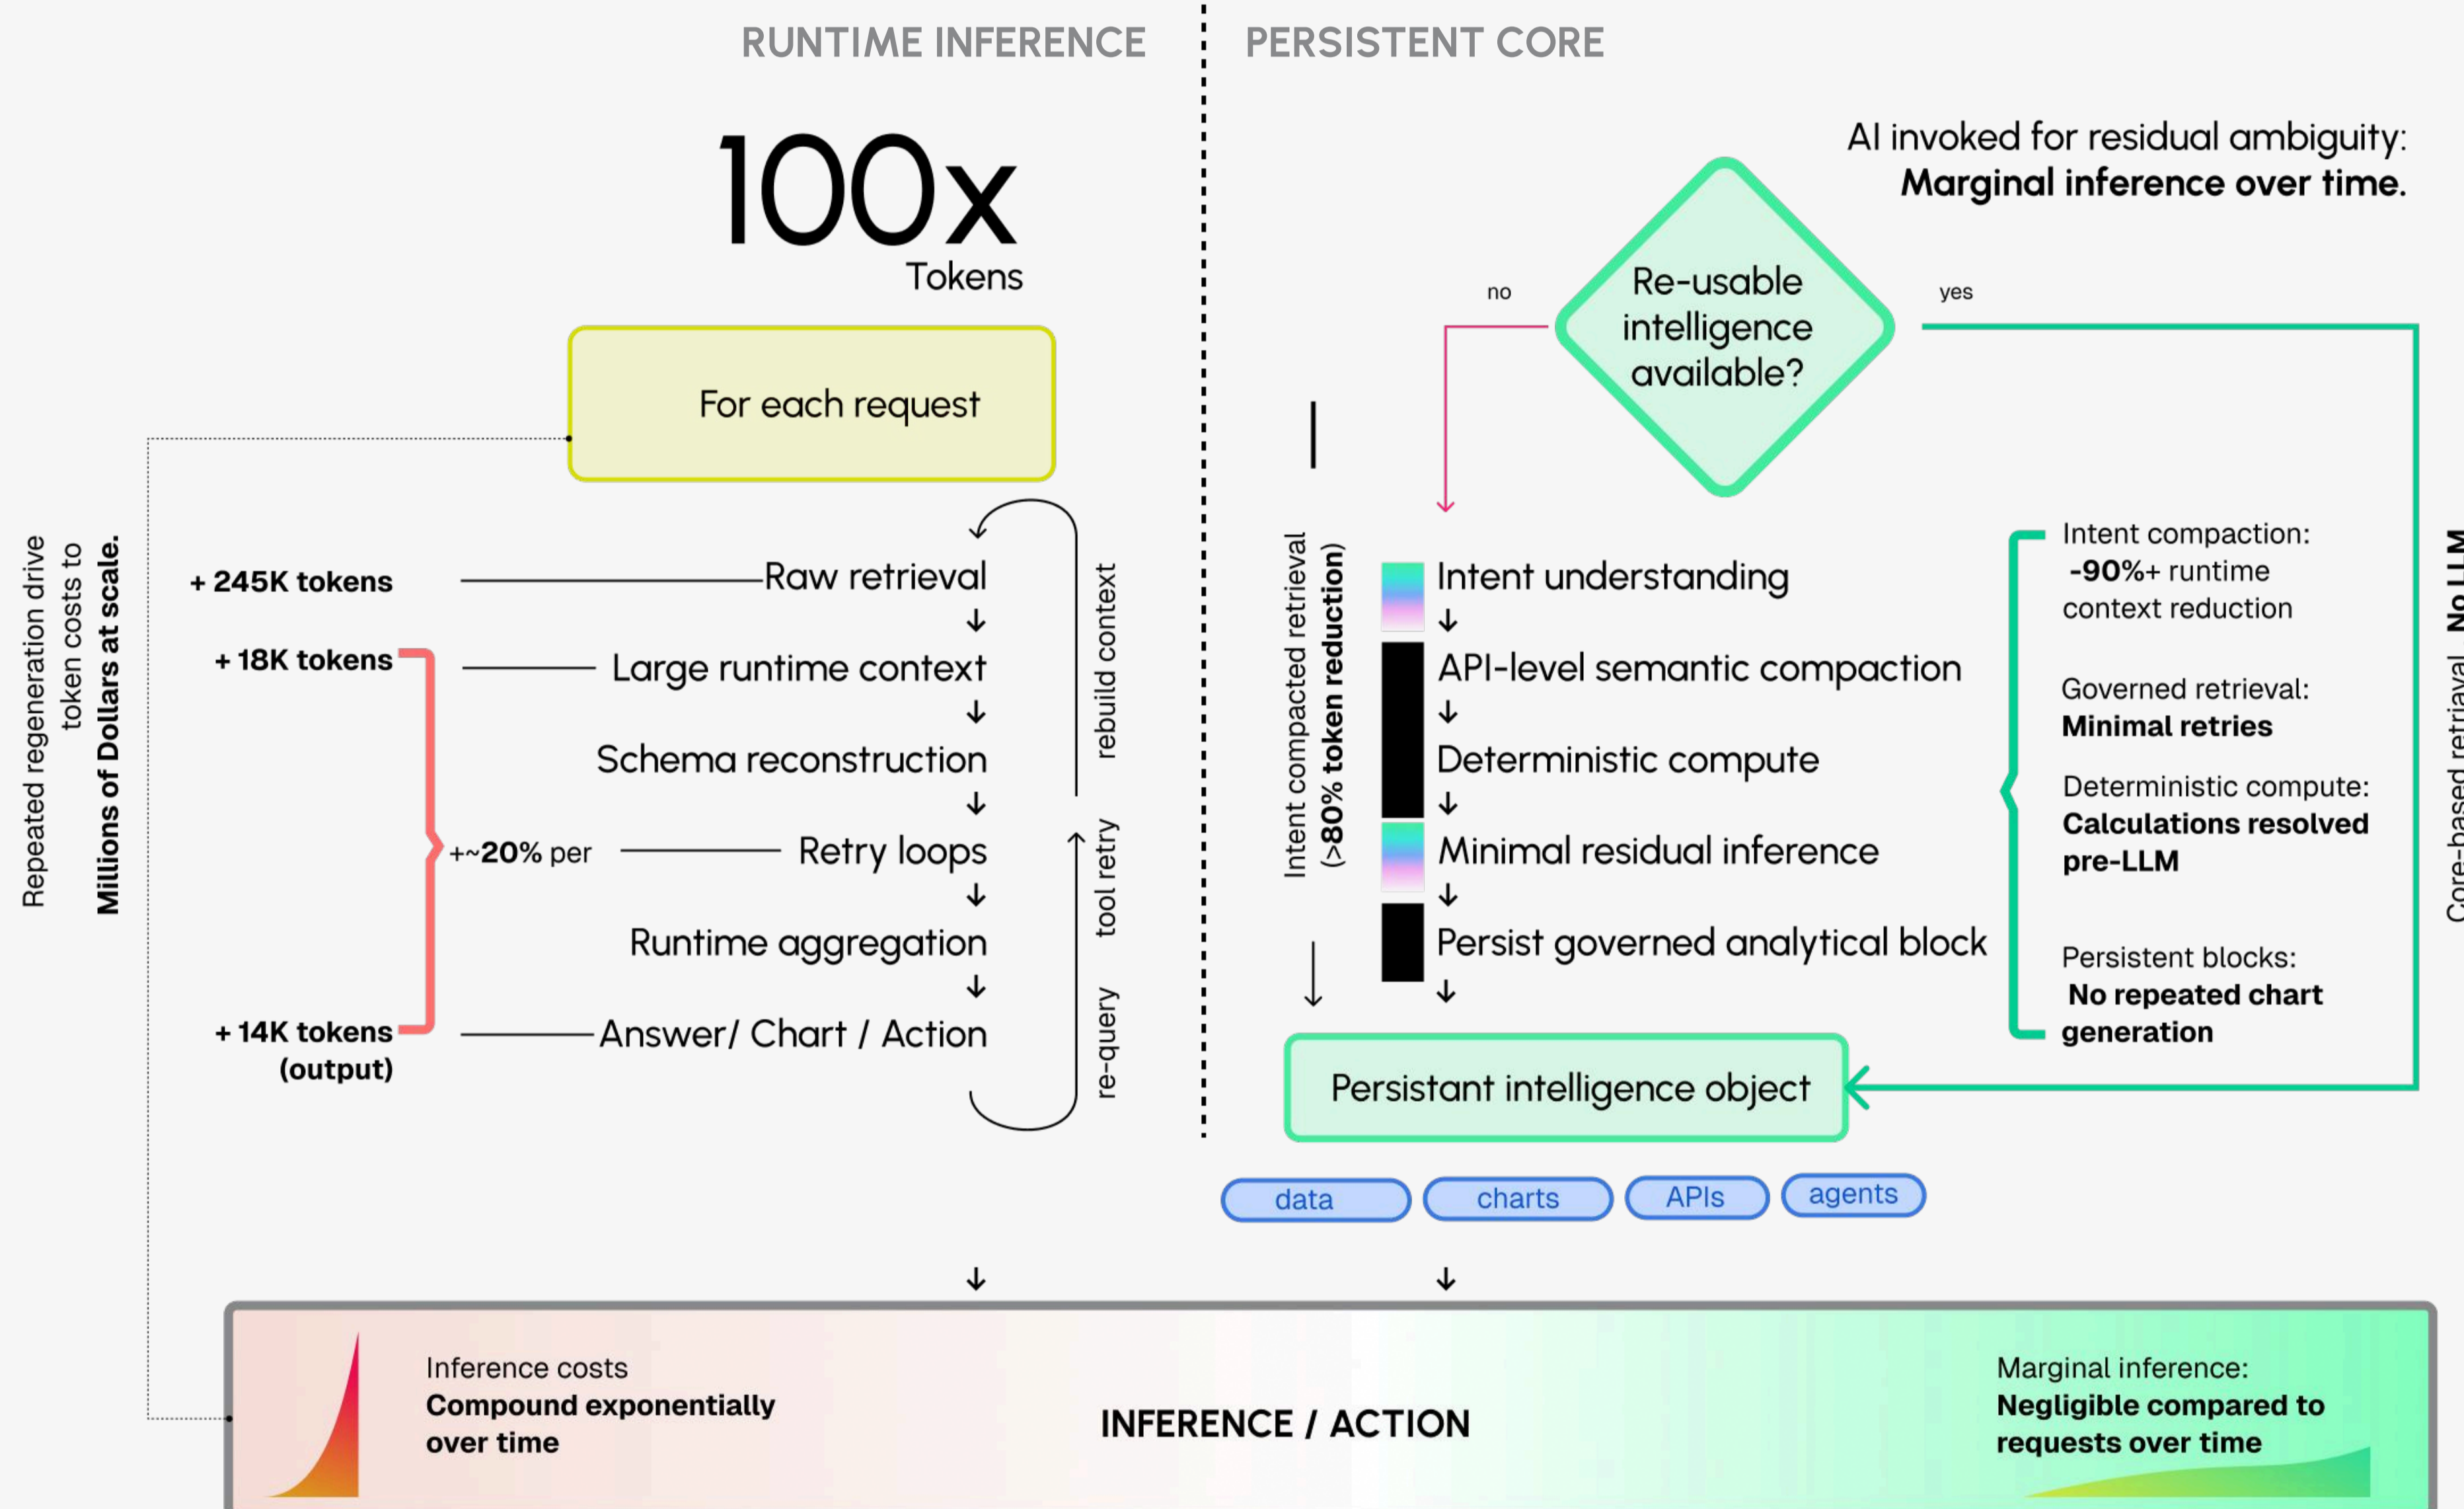 RUNTIME INFERENCE
PERSISTENT CORE
100x
Tokens
For each request
Repeated regeneration drive
token costs to
Millions of Dollars at scale.
+ 245K tokens
Raw retrieval
+ 18K tokens
Large runtime context
Schema reconstruction
+~20% per
Retry loops
Runtime aggregation
+ 14K tokens
(output)
Answer/ Chart / Action
rebuild context
tool retry
re-query
AI invoked for residual ambiguity:
Marginal inference over time.
Re-usable
intelligence
available?
no
yes
Intent compacted retrieval
(>80% token reduction)
Intent understanding
API-level semantic compaction
Deterministic compute
Minimal residual inference
Persist governed analytical block
Intent compaction:
-90%+ runtime
context reduction
Governed retrieval:
Minimal retries
Deterministic compute:
Calculations resolved
pre-LLM
Persistent blocks:
No repeated chart
generation
Core-based retrieval No LLM
Persistant intelligence object
data
charts
APIs
agents
Inference costs
Compound exponentially
over time
INFERENCE / ACTION
Marginal inference:
Negligible compared to
requests over time